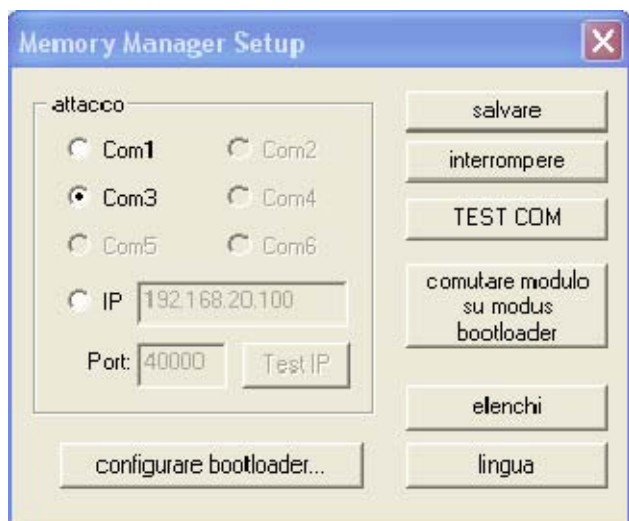 Memory Manager Setup
attacco
Com1
Com2
Com3
Com4
Com5
Com6
IP
192.168.20.100
Port:
40000
Test IP
configurare bootloader...
salvare
interrompere
TEST COM
comutare modulo
su modus
bootloader
elenchi
lingua